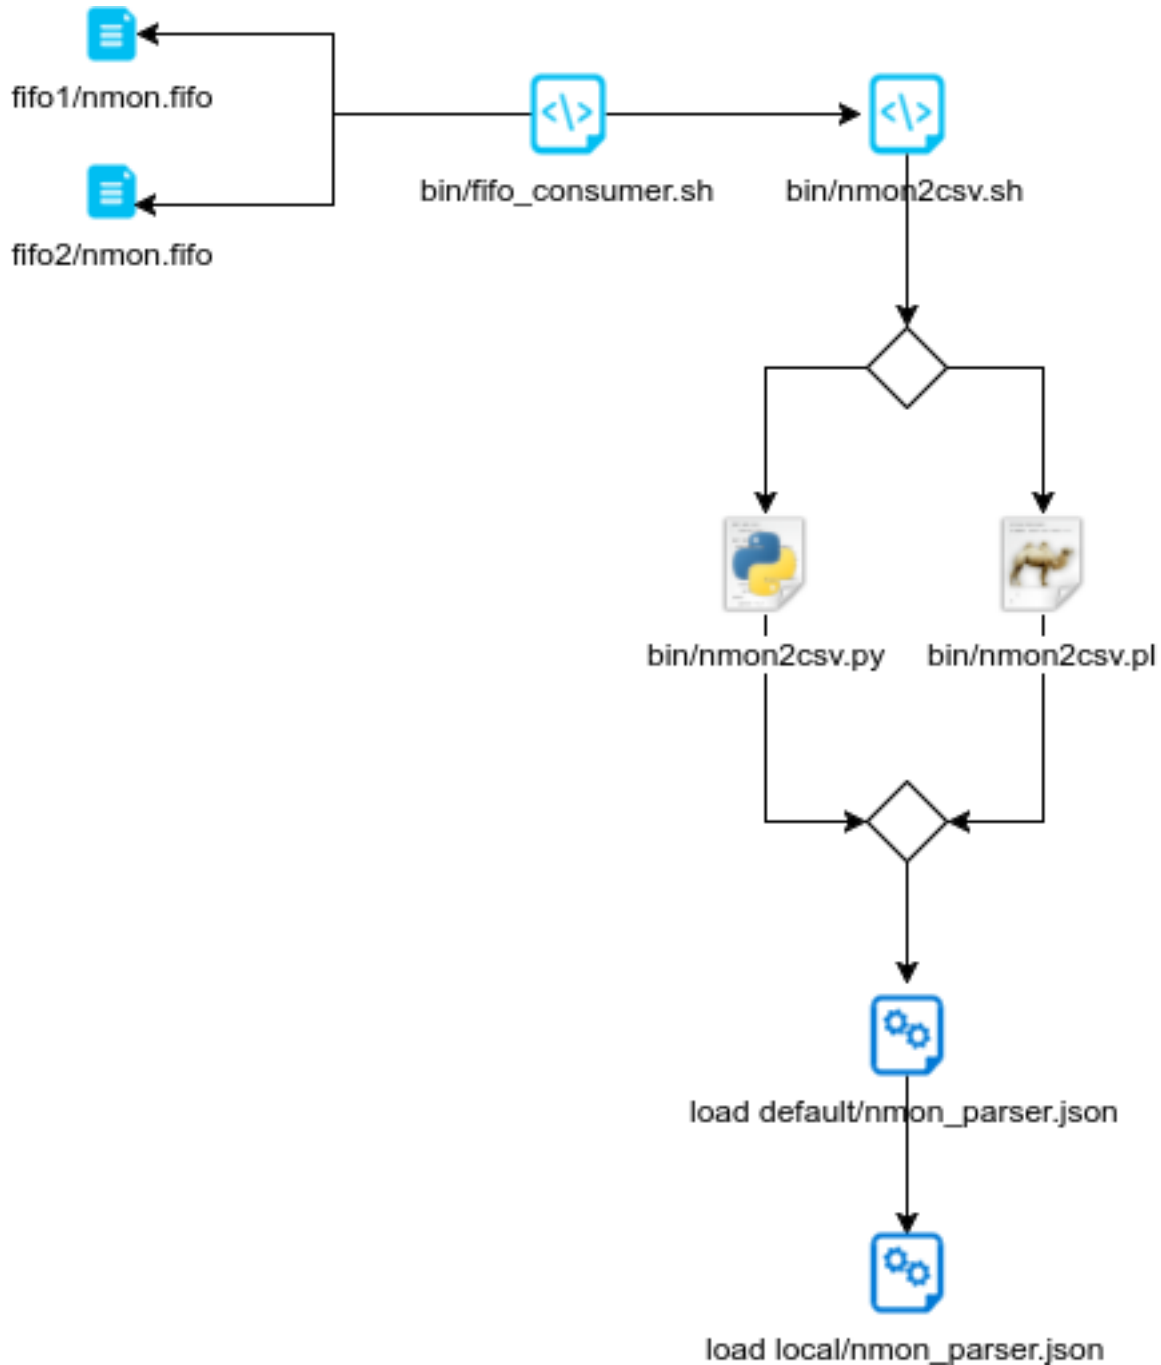 fifo1/nmon.fifo
bin/fifo_consumer.sh
bin/nmon2csv.sh
fifo2/nmon.fifo
bin/nmon2csv.py
bin/nmon2csv.pl
load default/nmon_parser.json
load local/nmon_parser.json